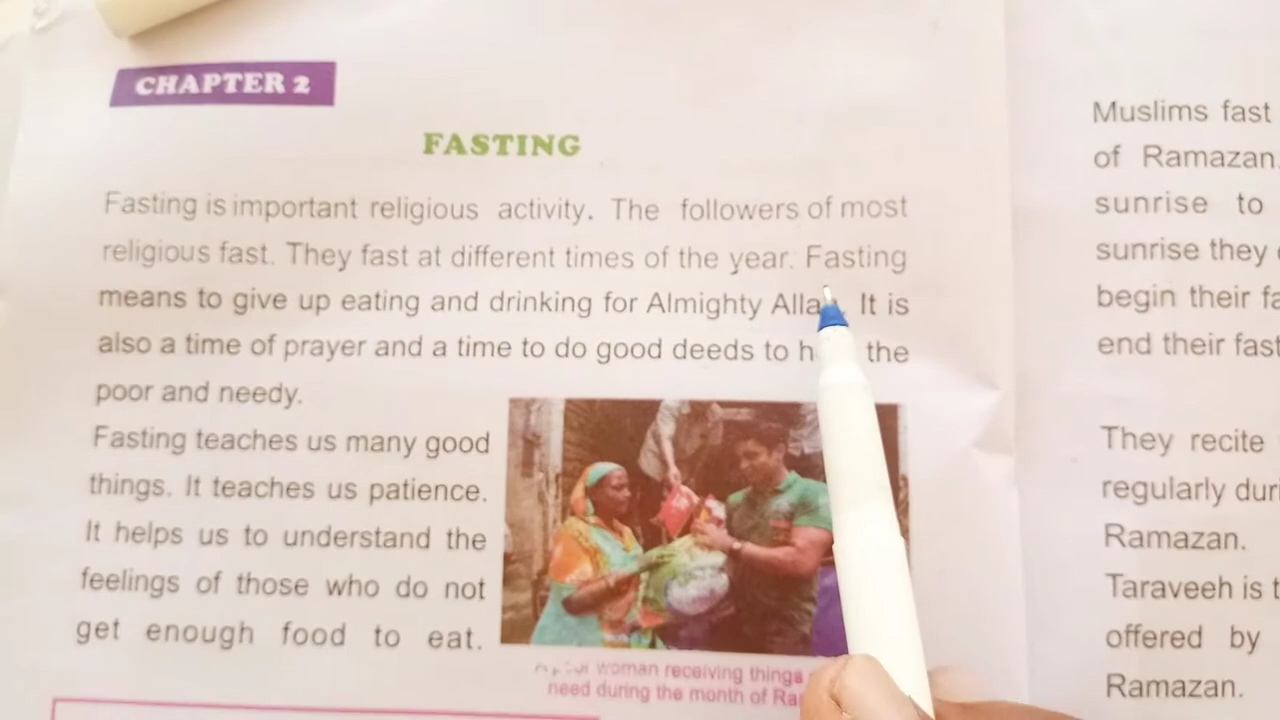 CHAPTER 2
FASTING
Fasting is important religious activity. The followers of most
religious fast. They fast at different times of the year. Fasting
means to give up eating and drinking for Almighty It is
also a time of prayer and a time to do good deeds to the
poor and needy.
Fasting teaches us many good
things. It teaches us patience.
It helps us to understand the
feelings of those who do not
get enough food to eat.
woman receiving things
need during the month of
Muslims fast
of Ramazan.
sunrise to
sunrise they
begin their
end their fast
They recite
regularly
Ramazan.
Taraveeh is
offered by
Ramazan.